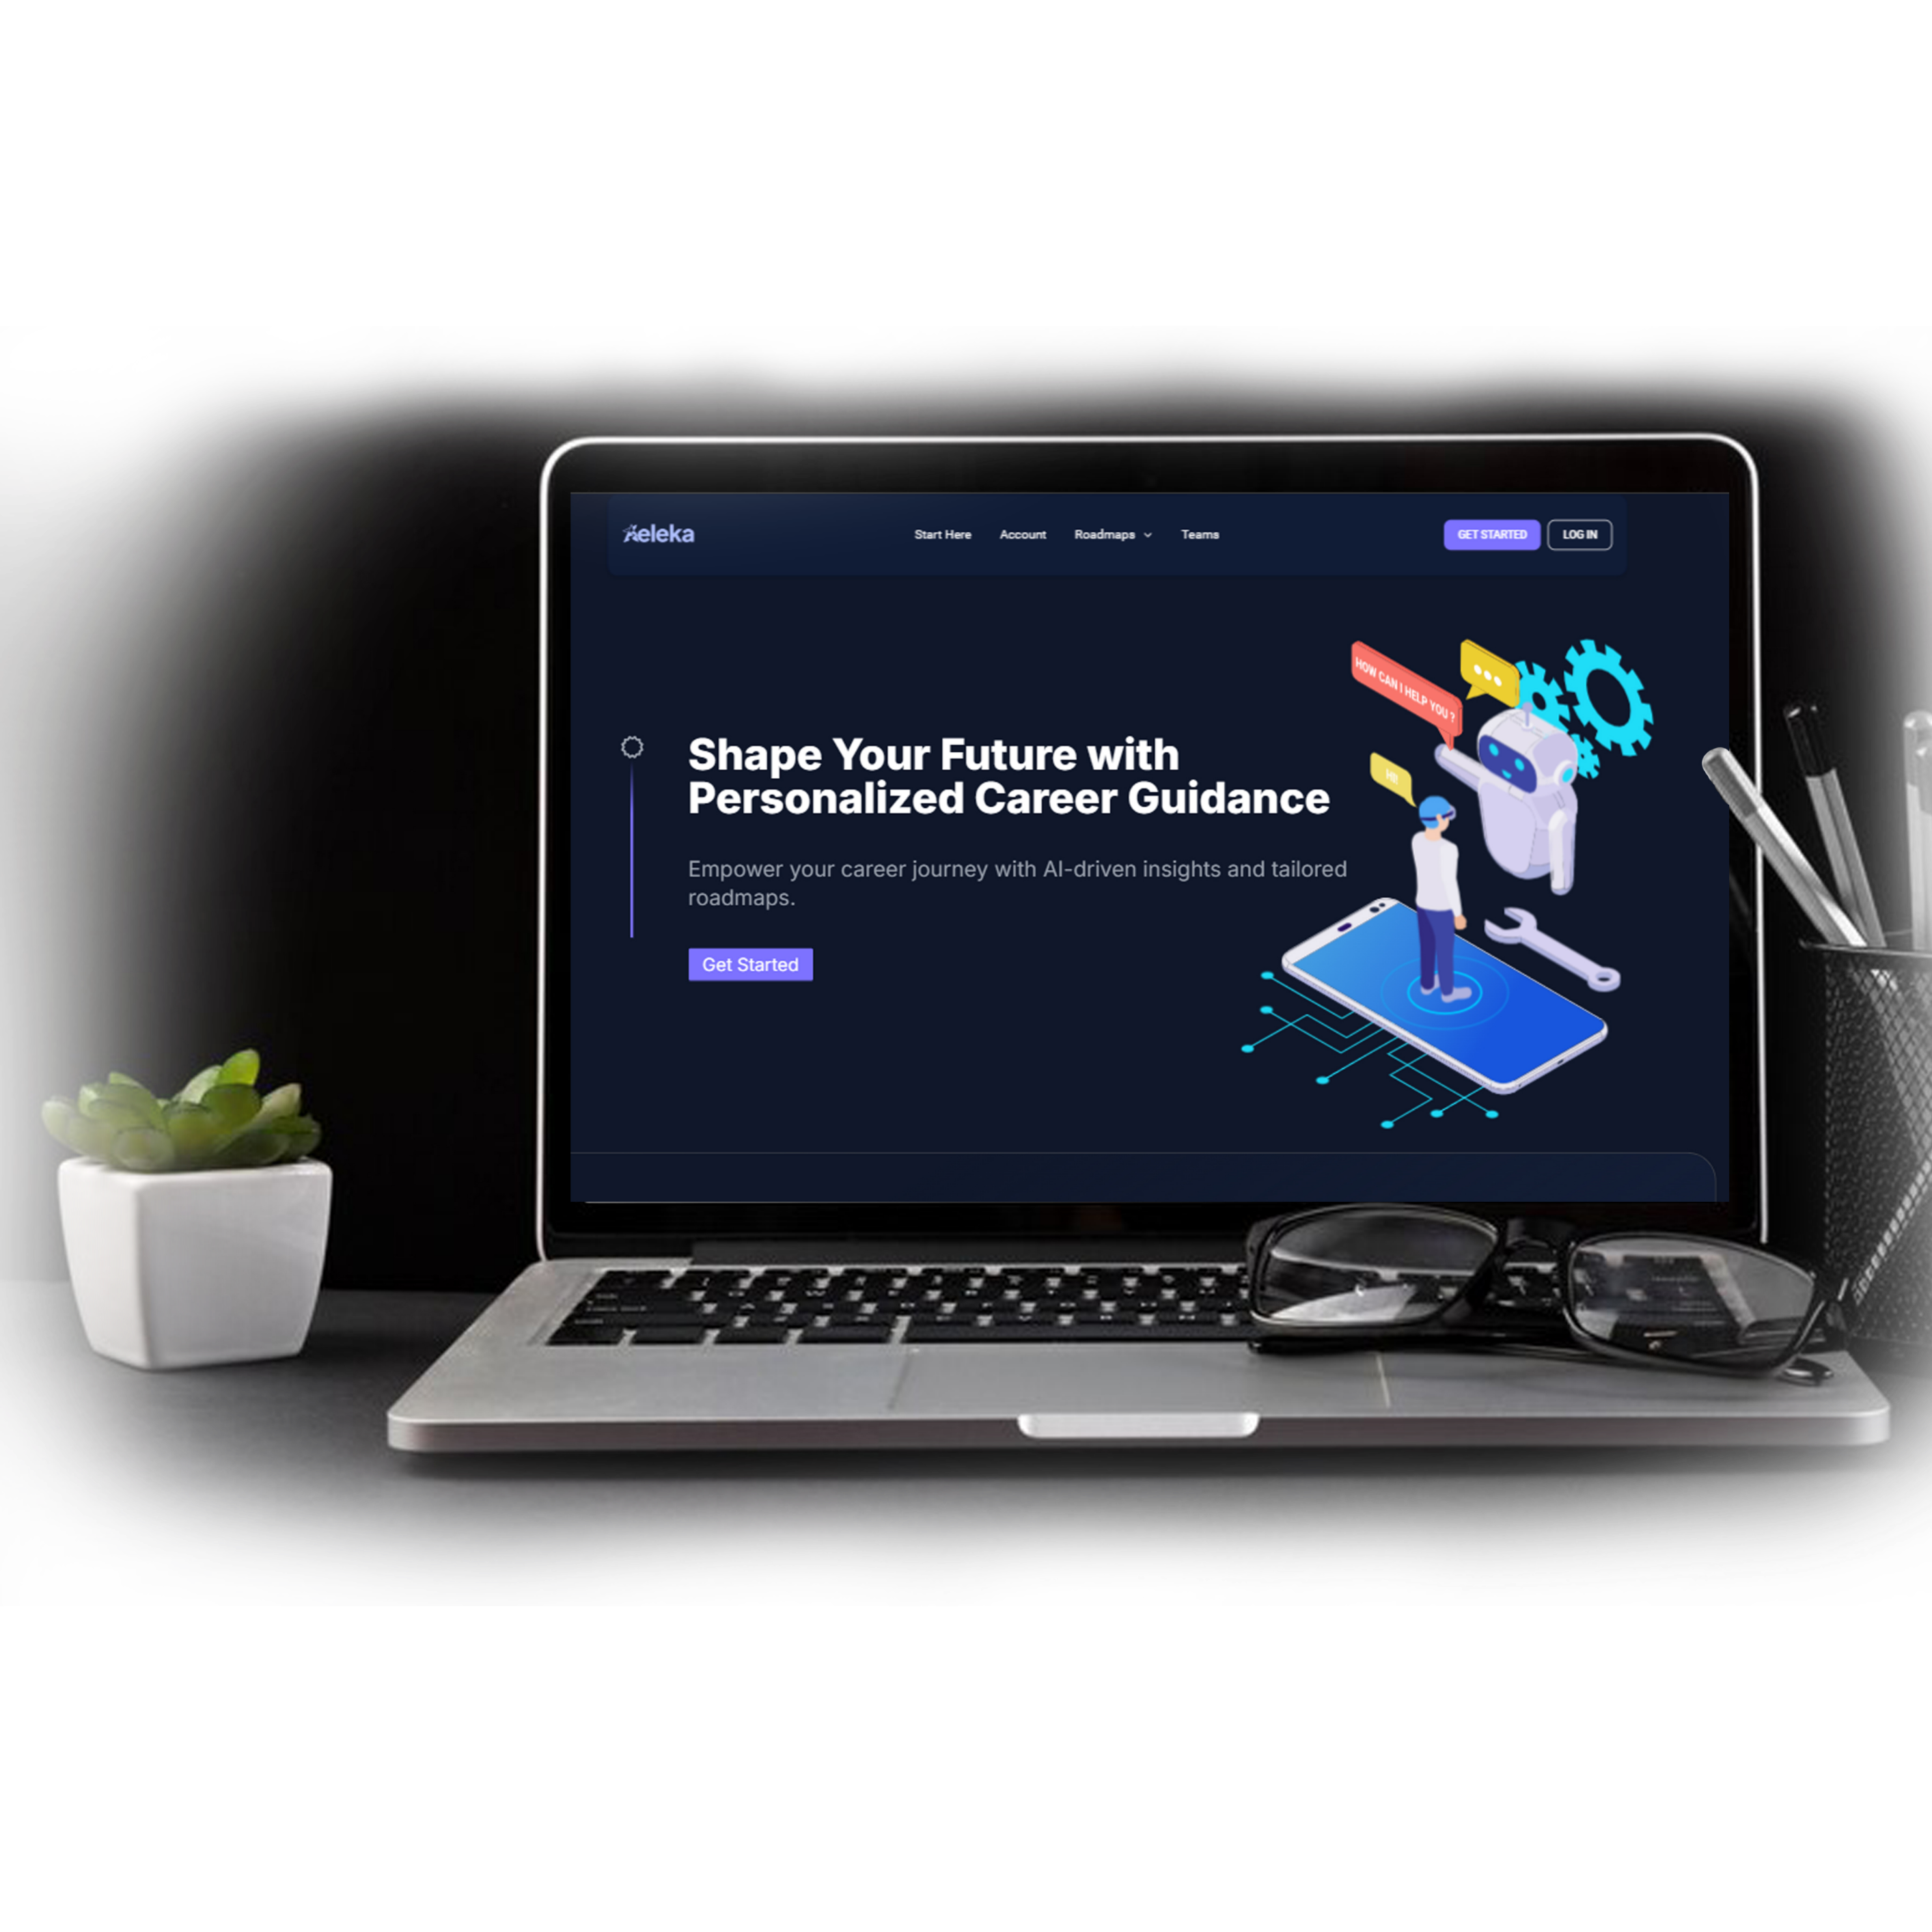 Aeleka
Start Here
Account
Roadmaps
Teams
GET STARTED
LOG IN
HOW CAN I HELP YOU ?
HI!
Shape Your Future with
Personalized Career Guidance
Empower your career journey with AI-driven insights and tailored
roadmaps.
Get Started